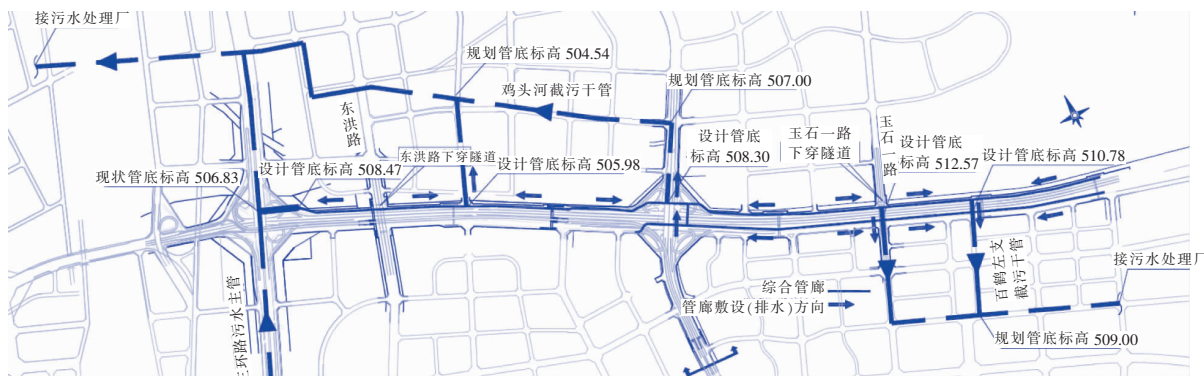 接污水处理厂
规划管底标高 504.54
鸡头河截污干管
规划管底标高 507.00
东洪路
设计管底
标高 508.30
玉石一路
下穿隧道
玉石一路
设计管底
标高 512.57
设计管底标高 510.78
现状管底标高 506.83
设计管底标高 508.47
东洪路下穿隧道
设计管底标高 505.98
环路污水主管
综合管廊
管廊敷设(排水)方向
百鹤左支
截污干管
接污水处理厂
规划管底标高
509.00